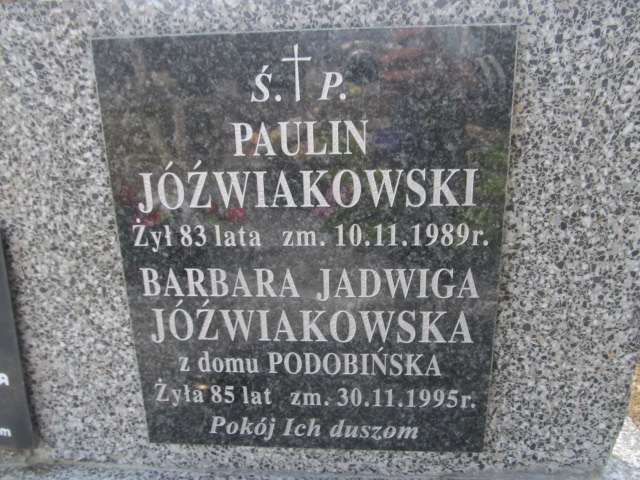 Ś. P.
PAULIN
JÓŹWIAKOWSKI
Żył 83 lata zm. 10.11.1989r.
BARBARA JADWIGA
JÓŹWIAKOWSKA
z domu PODOBIŃSKA
Żyła 85 lat zm. 30.11.1995r.
Pokój Ich duszom